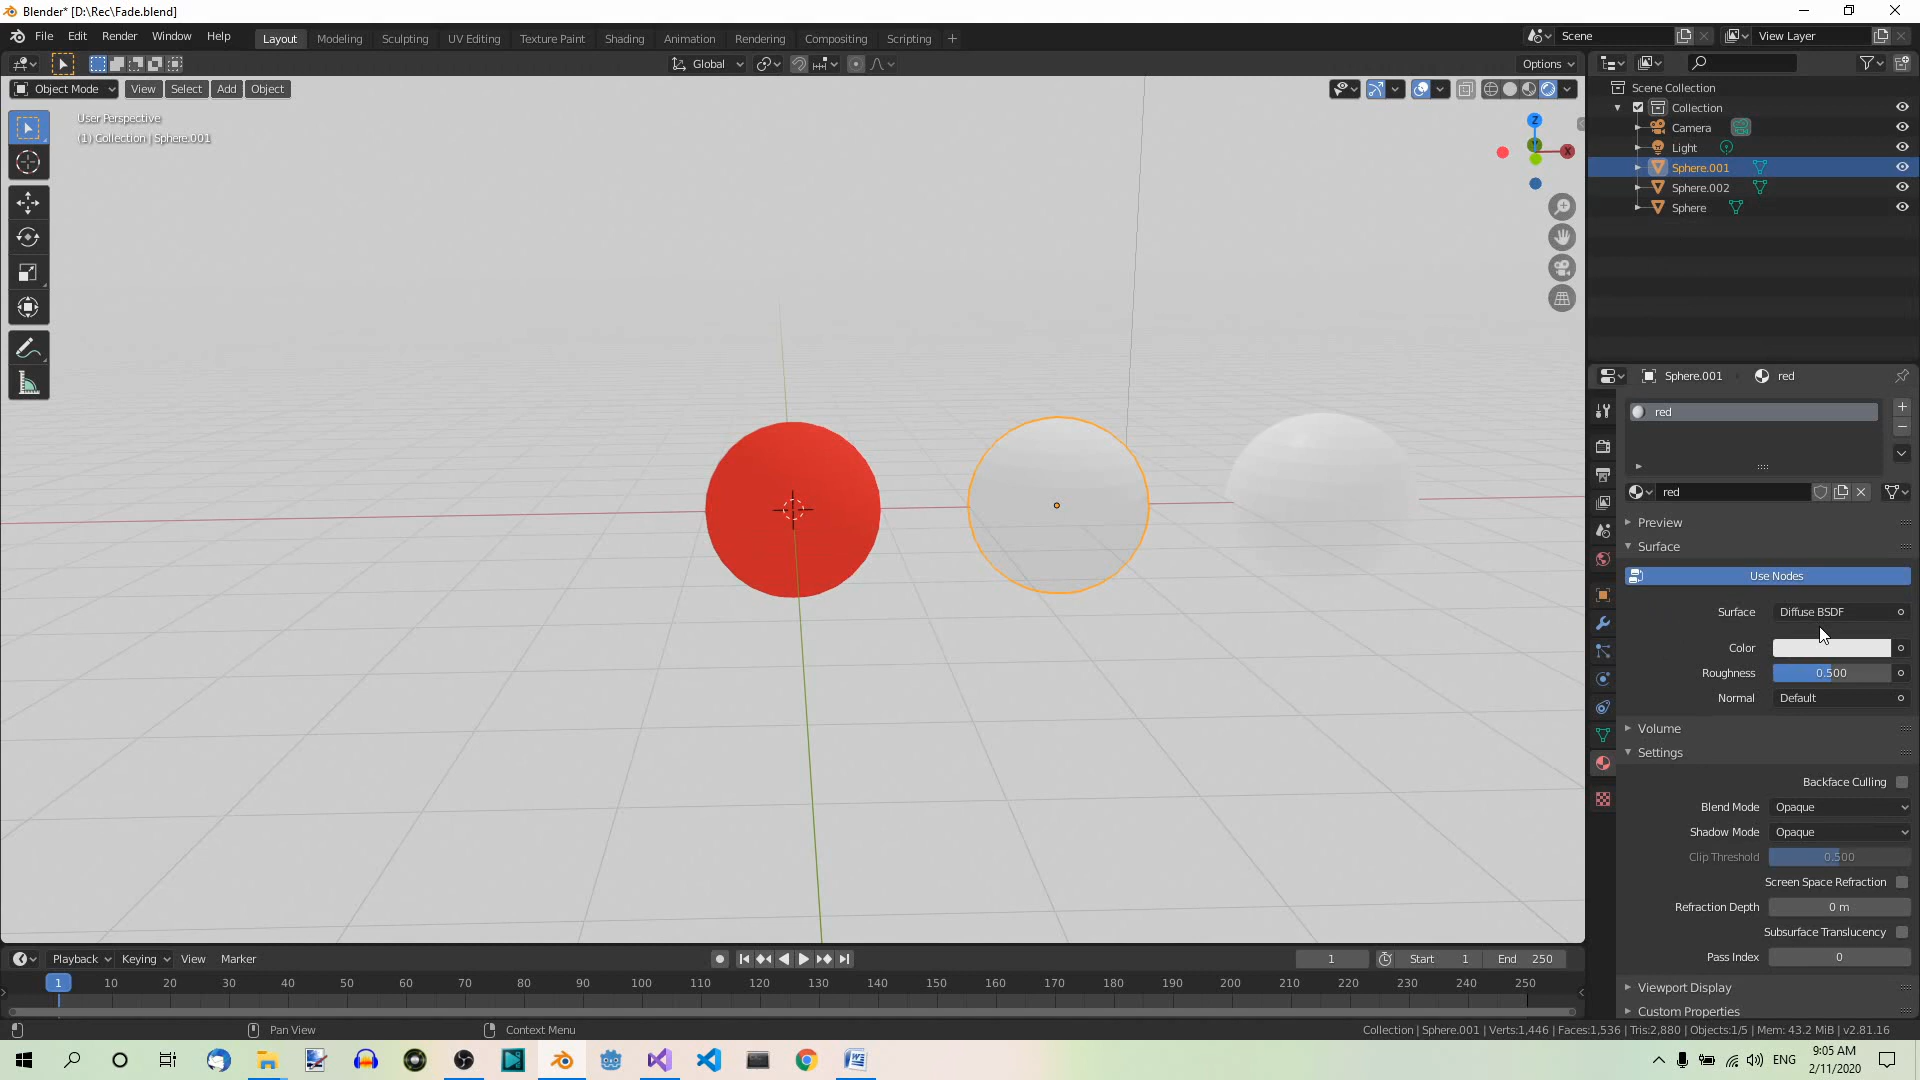 Blender* [D:\Rec\Fade.blend]
File Edit Render Window Help
Layout Modeling Sculpting UV Editing Texture Paint Shading Animation Rendering Compositing Scripting +
Scene
View Layer
Global
Options
Object Mode View Select Add Object
User Perspective
(1) Collection | Sphere.001
Z
X
Scene Collection
Collection
Camera
Light
Sphere.001
Sphere.002
Sphere
Sphere.001 red
red
red
Preview
Surface
Use Nodes
Surface Diffuse BSDF
Color
Roughness 0.500
Normal Default
Volume
Settings
Backface Culling
Blend Mode Opaque
Shadow Mode Opaque
Clip Threshold 0.500
Screen Space Refraction
Refraction Depth 0 m
Subsurface Translucency
Pass Index 0
Viewport Display
Custom Properties
Playback Keying View Marker
1 Start 1 End 250
1 10 20 30 40 50 60 70 80 90 100 110 120 130 140 150 160 170 180 190 200 210 220 230 240 250
Pan View
Context Menu
Collection | Sphere.001 | Verts:1,446 | Faces:1,536 | Tris:2,880 | Objects:1/5 | Mem: 43.2 MiB | v2.81.16
ENG
9:05 AM
2/11/2020